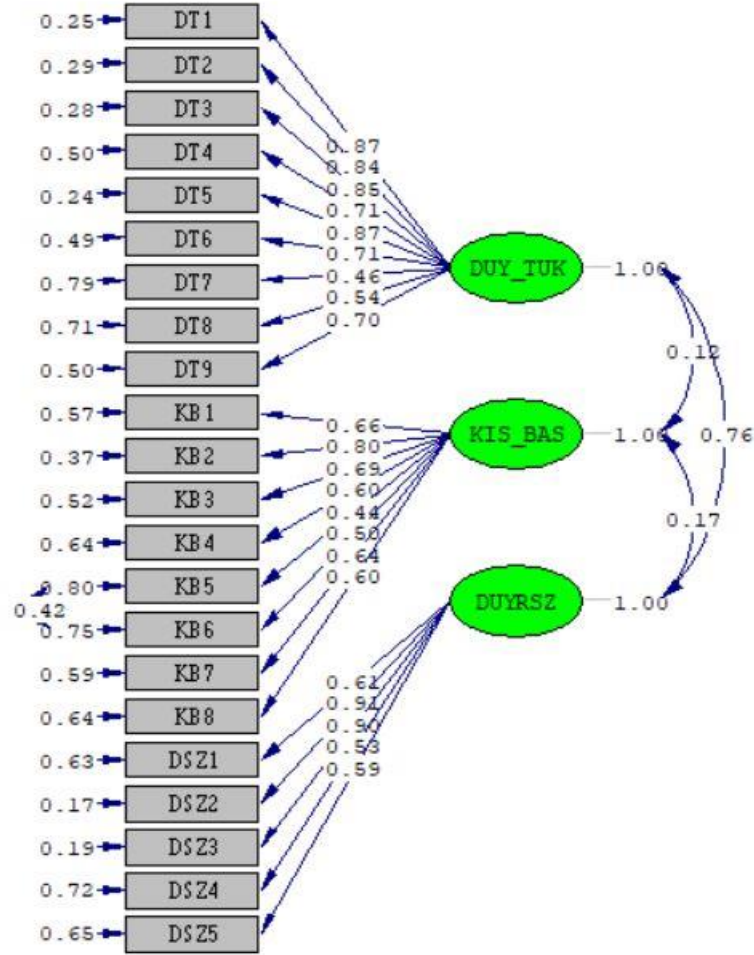 0.25 DT1
0.29 DT2
0.28 DT3
0.50 DT4
0.24 DT5
0.49 DT6
0.79 DT7
0.71 DT8
0.50 DT9
0.57 KB1
0.37 KB2
0.52 KB3
0.64 KB4
0.80 KB5
0.42
0.75 KB6
0.59 KB7
0.64 KB8
0.63 DSZ1
0.17 DSZ2
0.19 DSZ3
0.72 DSZ4
0.65 DSZ5
0.87
0.84
0.85
0.71
0.87
0.71
0.46
0.54
0.70
0.66
0.80
0.69
0.60
0.44
0.50
0.64
0.60
0.61
0.91
0.90
0.53
0.59
DUY_TUK 1.00
KIS_BAS 1.00
DUYRSZ 1.00
0.12
0.76
0.17